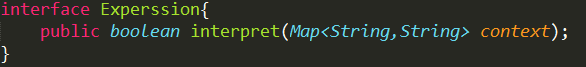 interface Experssion{
    public boolean interpret(Map<String,String> context);
}